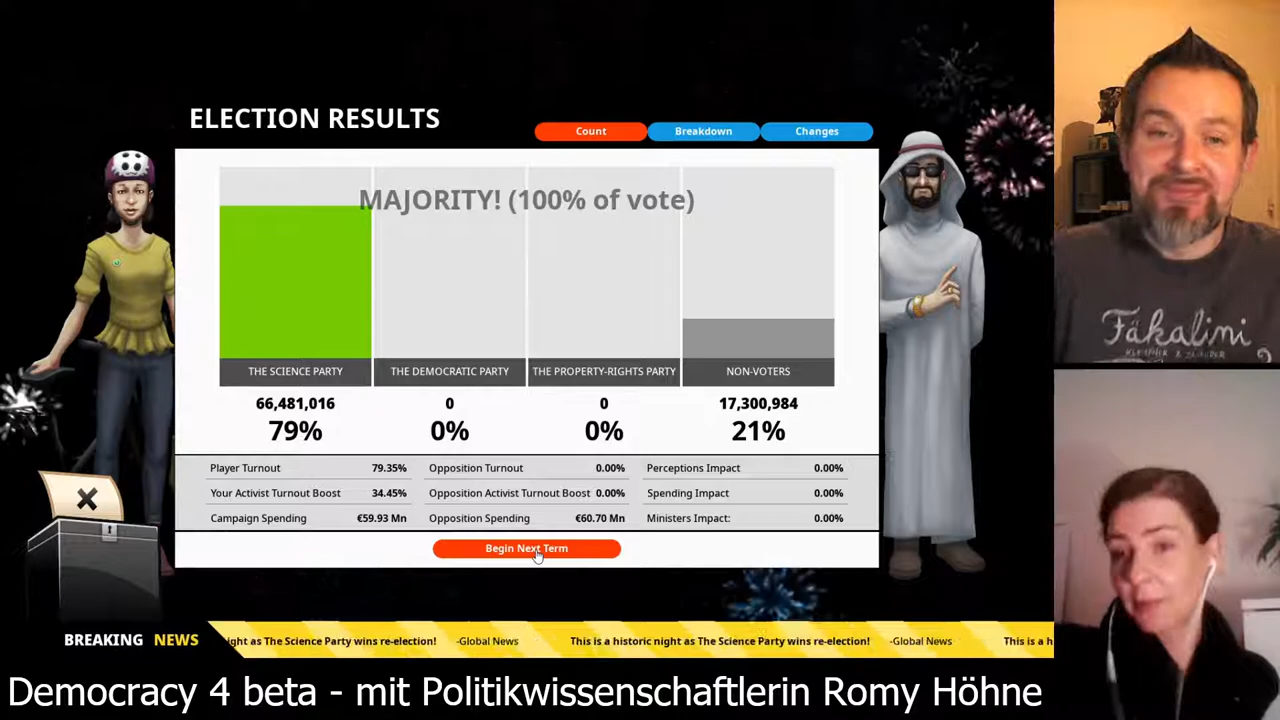 ELECTION RESULTS
Count
Breakdown
Changes
MAJORITY! (100% of vote)
THE SCIENCE PARTY
THE DEMOCRATIC PARTY
THE PROPERTY-RIGHTS PARTY
NON-VOTERS
66,481,016
0
0
17,300,984
79%
0%
0%
21%
Player Turnout 79.35%
Opposition Turnout 0.00%
Perceptions Impact 0.00%
Your Activist Turnout Boost 34.45%
Opposition Activist Turnout Boost 0.00%
Spending Impact 0.00%
Campaign Spending €59.93 Mn
Opposition Spending €60.70 Mn
Ministers Impact: 0.00%
Begin Next Term
Fäkalini
BREAKING NEWS
ight as The Science Party wins re-election! -Global News This is a historic night as The Science Party wins re-election! -Global News This is a h
Democracy 4 beta - mit Politikwissenschaftlerin Romy Höhne